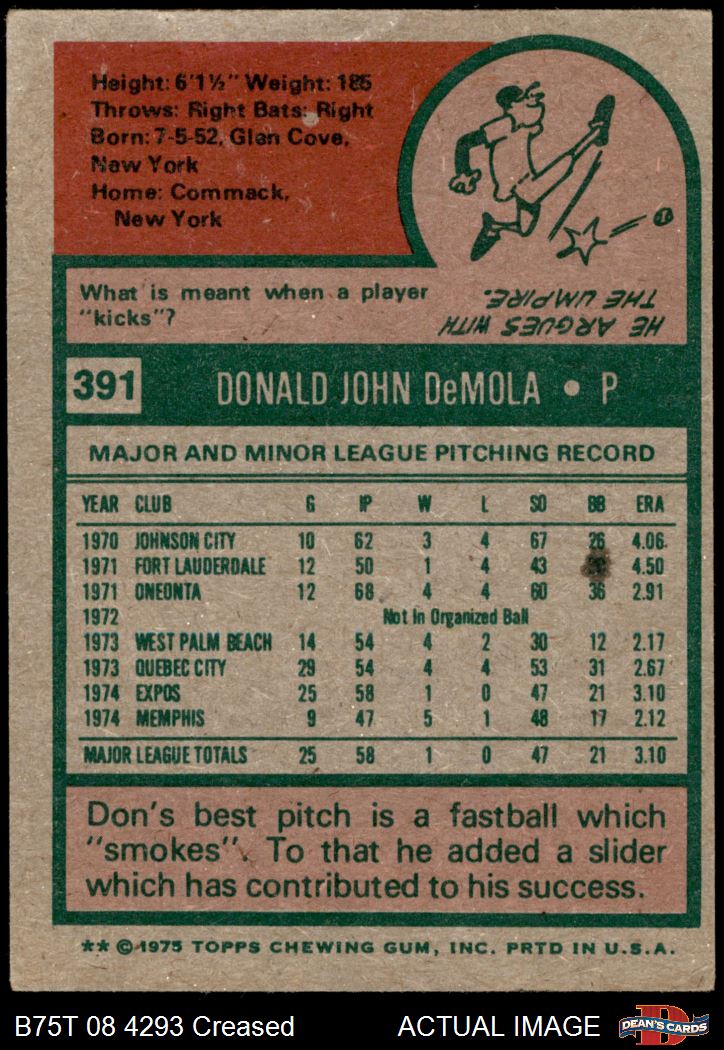 Height: 6'1½" Weight: 185
Throws: Right Bats: Right
Born: 7-5-52, Glen Cove,
New York
Home: Commack,
New York
What is meant when a player
"kicks"?
HE ARGUES WITH
THE UMPIRE.
391 DONALD JOHN DeMOLA • P
MAJOR AND MINOR LEAGUE PITCHING RECORD
YEAR CLUB G IP W L SO BB ERA
1970 JOHNSON CITY 10 62 3 4 67 26 4.06
1971 FORT LAUDERDALE 12 50 1 4 43 4.50
1971 ONEONTA 12 68 4 4 60 36 2.91
1972 Not In Organized Ball
1973 WEST PALM BEACH 14 54 4 2 30 12 2.17
1973 QUEBEC CITY 29 54 4 4 53 31 2.67
1974 EXPOS 25 58 1 0 47 21 3.10
1974 MEMPHIS 9 47 5 1 48 17 2.12
MAJOR LEAGUE TOTALS 25 58 1 0 47 21 3.10
Don's best pitch is a fastball which
"smokes". To that he added a slider
which has contributed to his success.
** © 1975 TOPPS CHEWING GUM, INC. PRTD IN U.S.A.
B75T 08 4293 Creased ACTUAL IMAGE
D
DEAN'S CARDS